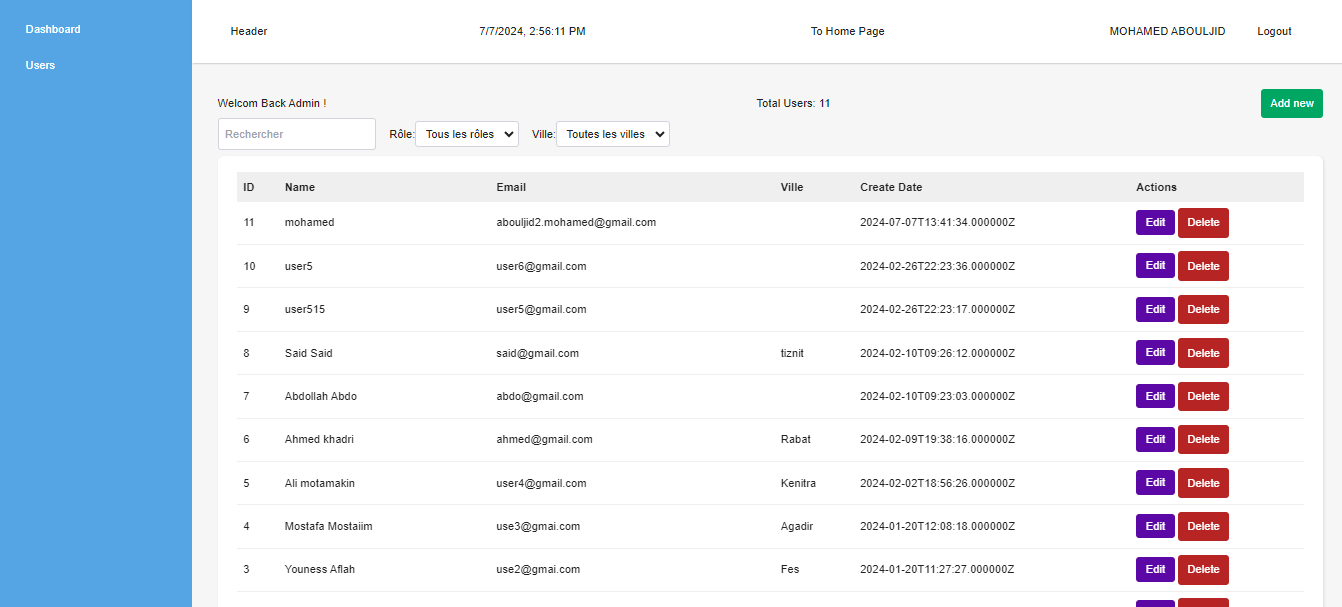 Dashboard
Users
Header 7/7/2024, 2:56:11 PM To Home Page MOHAMED ABOULJID Logout
Welcom Back Admin ! Total Users: 11 Add new
Rechercher Rôle: Tous les rôles Ville: Toutes les villes
ID Name Email Ville Create Date Actions
11 mohamed abouljid2.mohamed@gmail.com 2024-07-07T13:41:34.000000Z Edit Delete
10 user5 user6@gmail.com 2024-02-26T22:23:36.000000Z Edit Delete
9 user515 user5@gmail.com 2024-02-26T22:23:17.000000Z Edit Delete
8 Said Said said@gmail.com tiznit 2024-02-10T09:26:12.000000Z Edit Delete
7 Abdollah Abdo abdo@gmail.com 2024-02-10T09:23:03.000000Z Edit Delete
6 Ahmed khadri ahmed@gmail.com Rabat 2024-02-09T19:38:16.000000Z Edit Delete
5 Ali motamakin user4@gmail.com Kenitra 2024-02-02T18:56:26.000000Z Edit Delete
4 Mostafa Mostaiim use3@gmai.com Agadir 2024-01-20T12:08:18.000000Z Edit Delete
3 Youness Aflah use2@gmai.com Fes 2024-01-20T11:27:27.000000Z Edit Delete